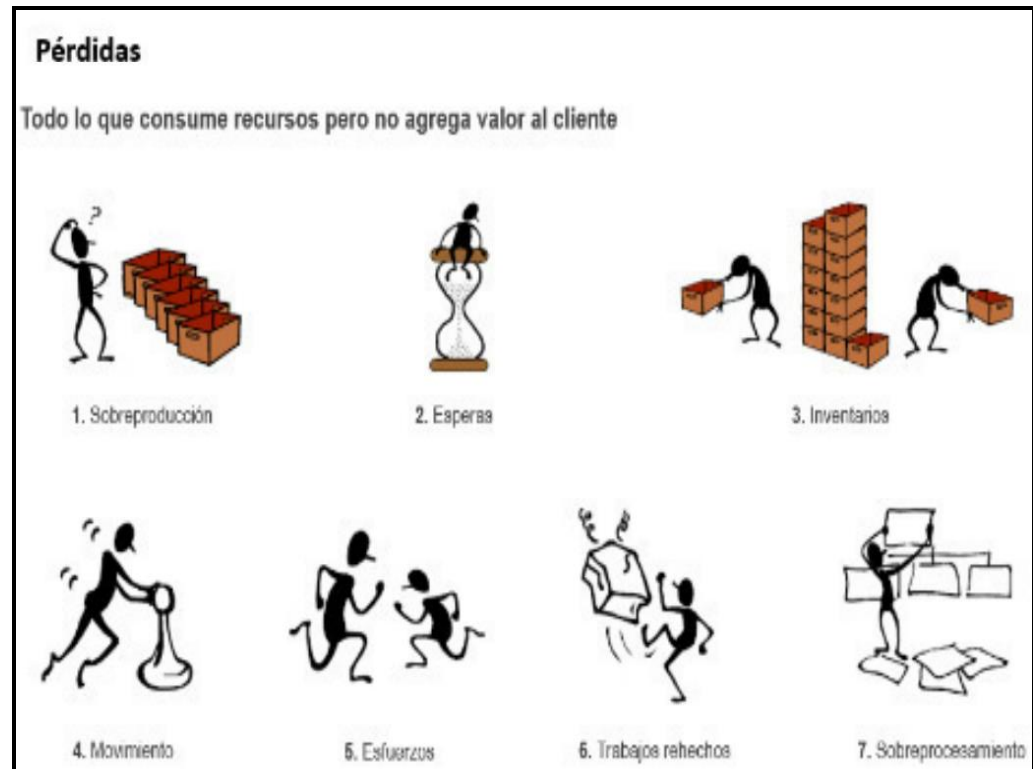 Pérdidas
Todo lo que consume recursos pero no agrega valor al cliente
?
1. Sobreproducción
2. Esperas
3. Inventarios
4. Movimiento
5. Esfuerzos
6. Trabajos rehechos
7. Sobreprocesamiento